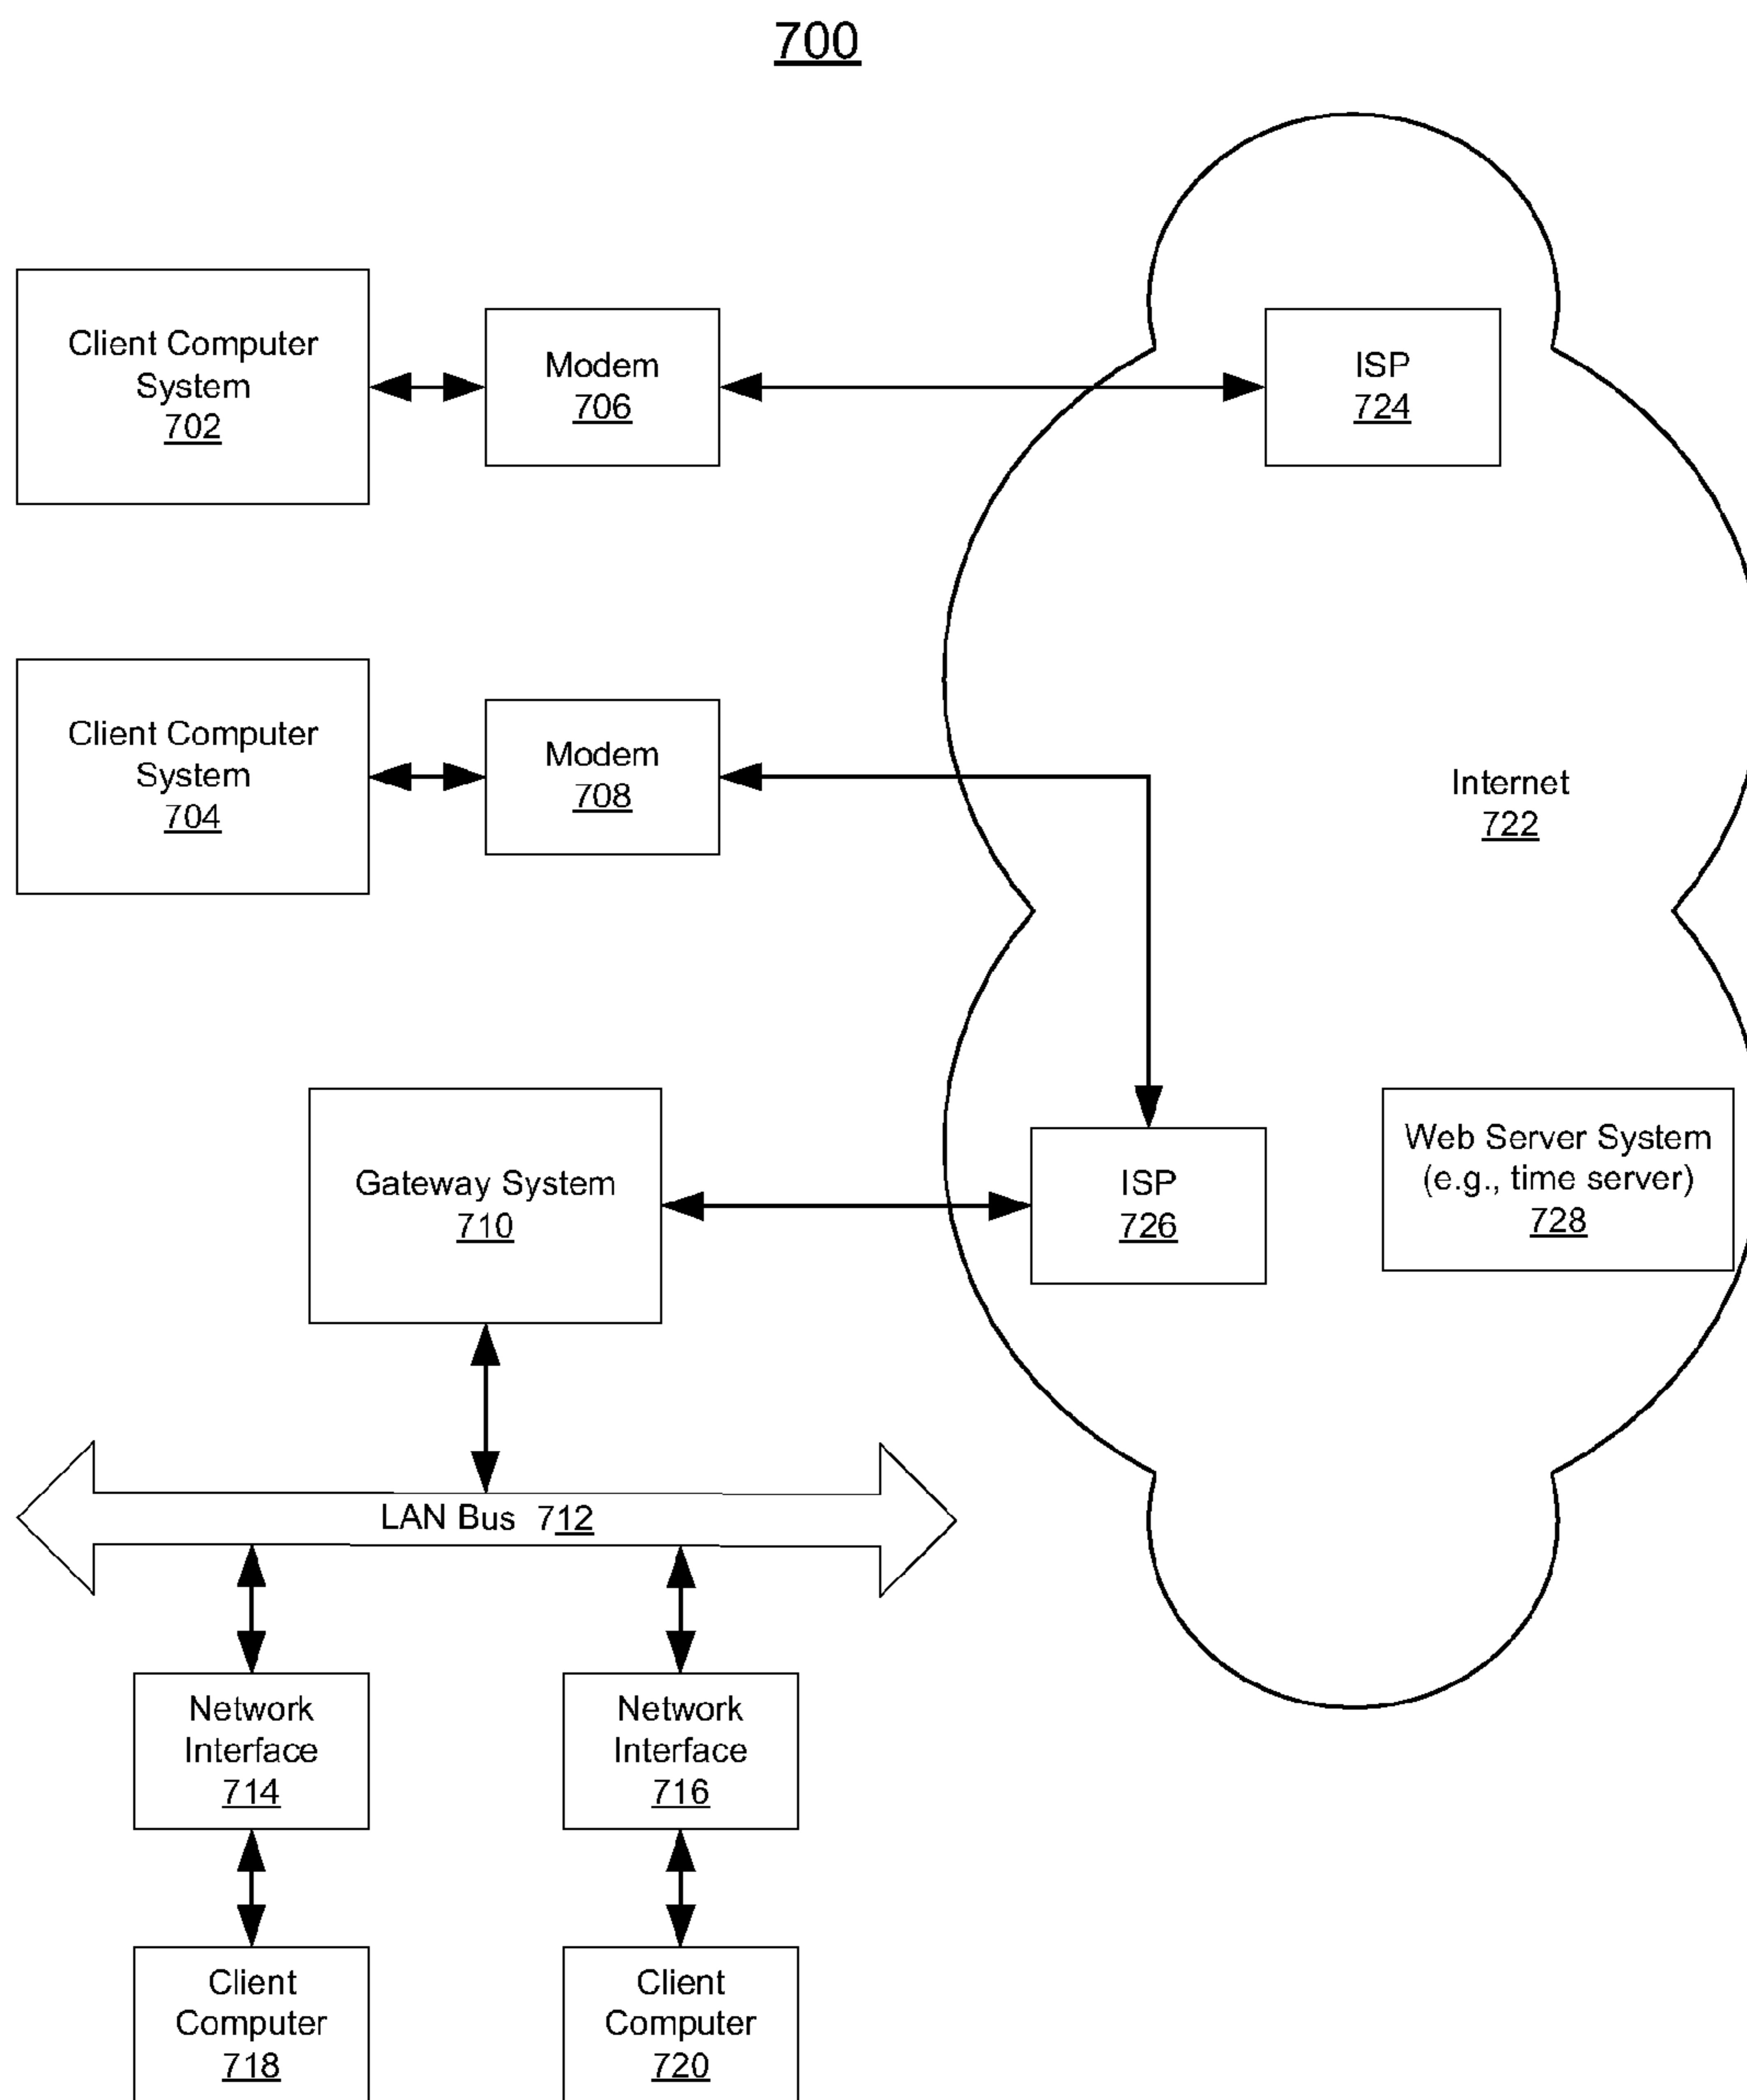 700
Client Computer
System
702
Modem
706
ISP
724
Client Computer
System
704
Modem
708
Internet
722
Gateway System
710
ISP
726
Web Server System
(e.g., time server)
728
LAN Bus 712
Network
Interface
714
Network
Interface
716
Client
Computer
718
Client
Computer
720